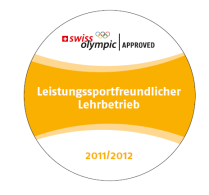 swiss
olympic | APPROVED
Leistungssportfreundlicher
Lehrbetrieb
2011/2012